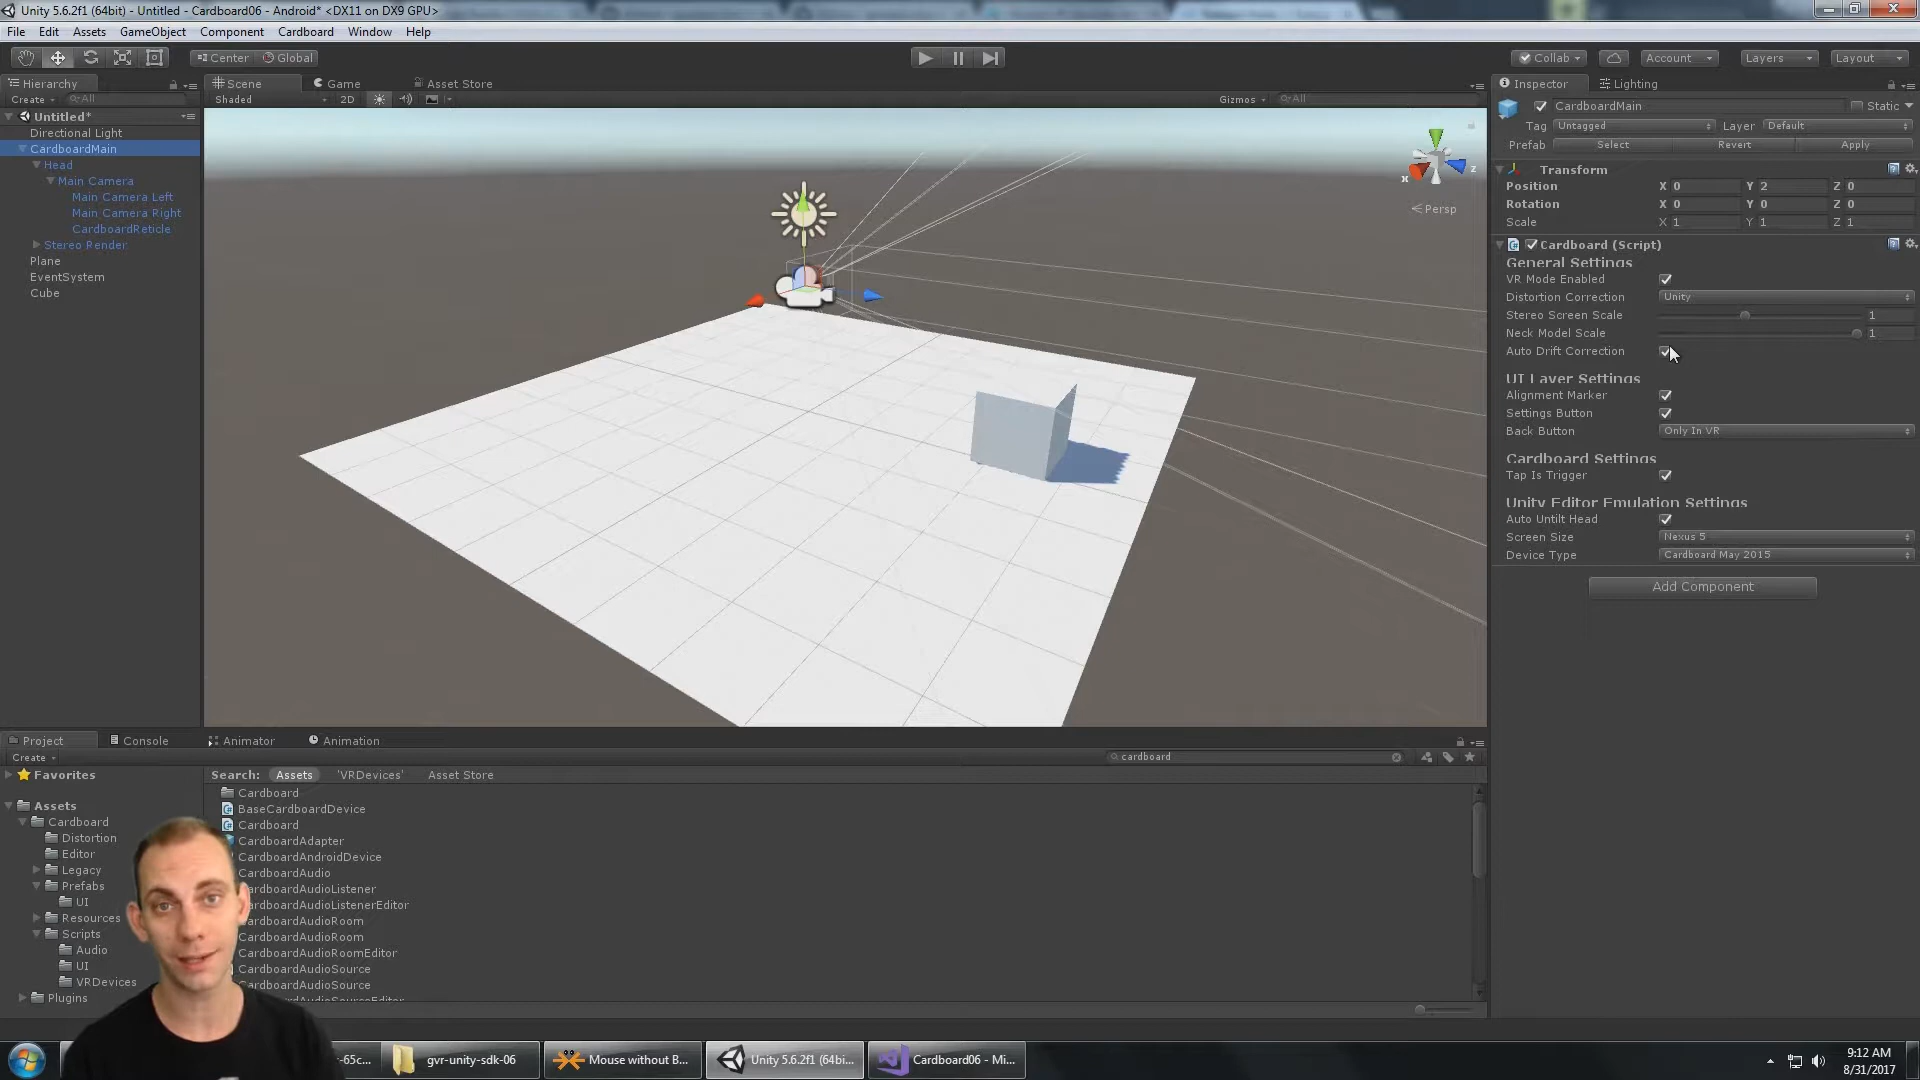 Unity 5.6.2f1 (64bit) - Untitled - Cardboard06 - Android* <DX11 on DX9 GPU>
File Edit Assets GameObject Component Cardboard Window Help
Center Global Collab Account Layers Layout
Hierarchy
Create All
Untitled*
Directional Light
CardboardMain
Head
Main Camera
Main Camera Left
Main Camera Right
CardboardReticle
Stereo Render
Plane
EventSystem
Cube
Scene Game Asset Store
Shaded 2D Gizmos All
x z
Persp
Inspector Lighting
CardboardMain Static
Tag Untagged Layer Default
Prefab Select Revert Apply
Transform
Position X 0 Y 2 Z 0
Rotation X 0 Y 0 Z 0
Scale X 1 Y 1 Z 1
Cardboard (Script)
General Settings
VR Mode Enabled
Distortion Correction Unity
Stereo Screen Scale 1
Neck Model Scale 1
Auto Drift Correction
UI Layer Settings
Alignment Marker
Settings Button
Back Button Only In VR
Cardboard Settings
Tap Is Trigger
Unity Editor Emulation Settings
Auto Untilt Head
Screen Size Nexus 5
Device Type Cardboard May 2015
Add Component
Project Console Animator Animation
Create cardboard
Favorites
Assets
Cardboard
Distortion
Editor
Legacy
Prefabs
UI
Resources
Scripts
Audio
UI
VRDevices
Plugins
Search: Assets 'VRDevices' Asset Store
Cardboard
BaseCardboardDevice
Cardboard
CardboardAdapter
CardboardAndroidDevice
CardboardAudio
ardboardAudioListener
ardboardAudioListenerEditor
ardboardAudioRoom
ardboardAudioRoom
CardboardAudioRoomEditor
CardboardAudioSource
ardboardAudioSource
ardboardAudioSourceEditor
-65c... gvr-unity-sdk-06 Mouse without B... Unity 5.6.2f1 (64bi... Cardboard06 - Mi...
9:12 AM
8/31/2017